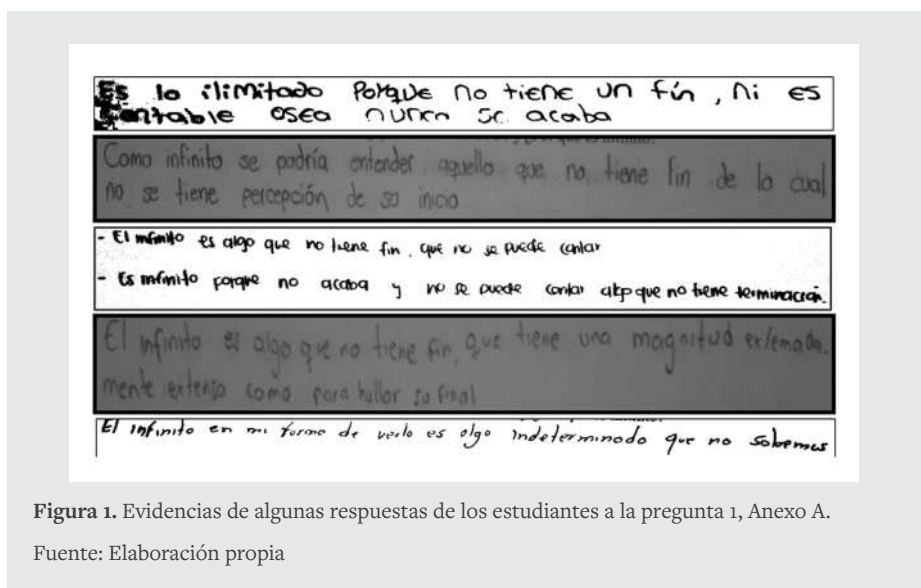 Es lo ilimitado Porque no tiene un fin, ni es
contable osea nunca se acaba
Como infinito se podría entender aquello que no tiene fin de lo cual
no se tiene percepción de su inicio
- El infinito es algo que no tiene fin, que no se puede contar
- Es infinito porque no acaba y no se puede contar algo que no tiene terminación.
El infinito es algo que no tiene fin, que tiene una magnitud extremada.
mente extensa como para hallar su final
El infinito en mi forma de verlo es algo indeterminado que no sabemos
Figura 1. Evidencias de algunas respuestas de los estudiantes a la pregunta 1, Anexo A.
Fuente: Elaboración propia